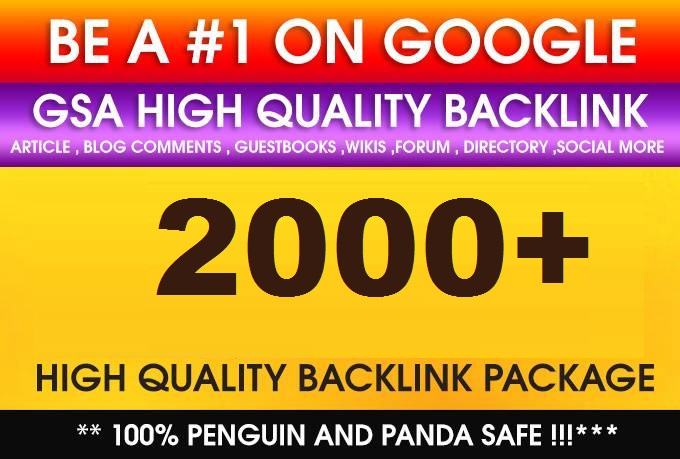 BE A #1 ON GOOGLE
GSA HIGH QUALITY BACKLINK
ARTICLE , BLOG COMMENTS , GUESTBOOKS ,WIKIS ,FORUM , DIRECTORY ,SOCIAL MORE
2000+
HIGH QUALITY BACKLINK PACKAGE
** 100% PENGUIN AND PANDA SAFE !!!***